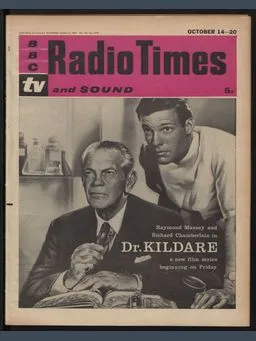 OCTOBER 14—20
BBC
tv
Radio Times
and SOUND
5D
Raymond Massey and
Richard Chamberlain in
Dr. KILDARE
a new film series
beginning on Friday